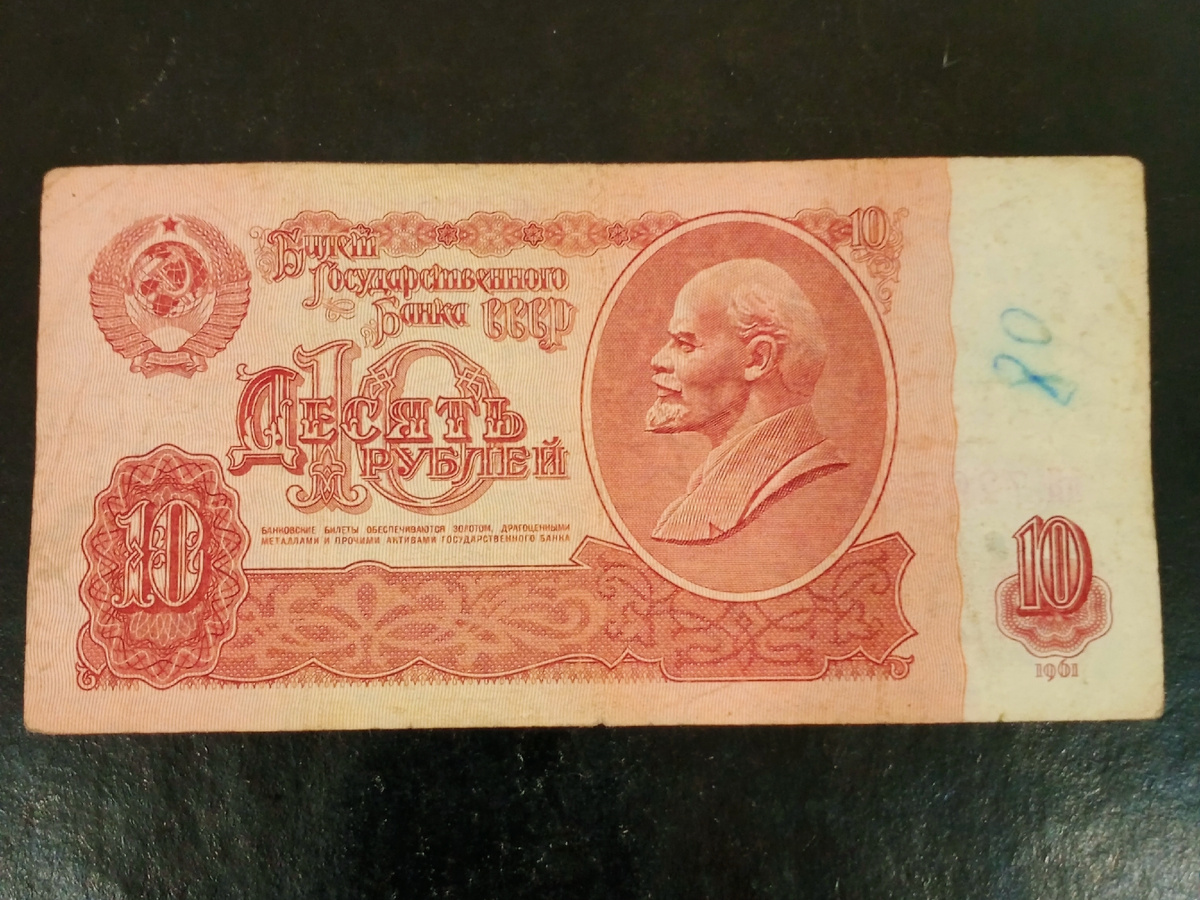 Билет
Государственного
Банка СССР
10
10
Десять
рублей
БАНКОВСКИЕ БИЛЕТЫ ОБЕСПЕЧИВАЮТСЯ ЗОЛОТОМ, ДРАГОЦЕННЫМИ
МЕТАЛЛАМИ И ПРОЧИМИ АКТИВАМИ ГОСУДАРСТВЕННОГО БАНКА
10
80
10
1961